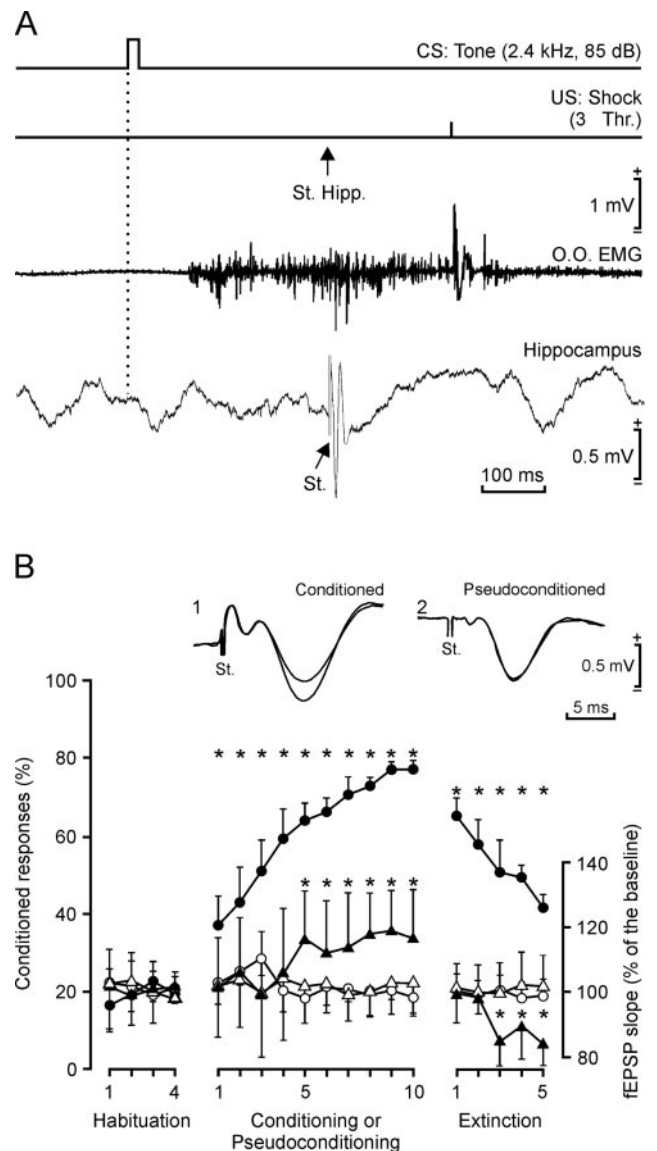 A
CS: Tone (2.4 kHz, 85 dB)
US: Shock
(3 Thr.)
St. Hipp.
+
1 mV
=
O.O. EMG
Hippocampus
+
0.5 mV
=
St.
100 ms
B
1
Conditioned
St.
2
Pseudoconditioned
St.
+
0.5 mV
=
5 ms
Conditioned responses (%)
100
80
60
40
20
0
* * * * * * * * * *
* * * * * *
* * * * *
* * *
140
120
100
80
fEPSP slope (% of the baseline)
1 4
Habituation
1 5 10
Conditioning or
Pseudoconditioning
1 5
Extinction